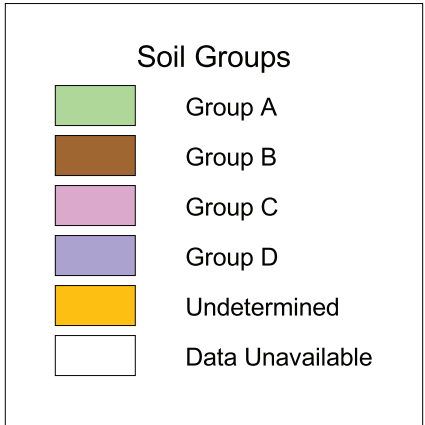 Soil Groups
Group A
Group B
Group C
Group D
Undetermined
Data Unavailable